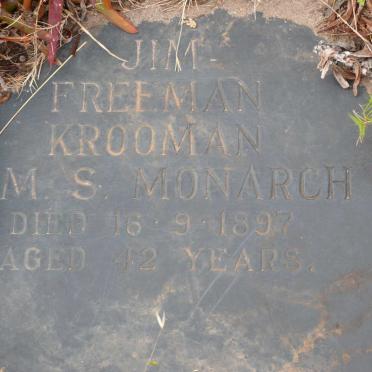 JIM
FREEMAN
KROOMAN
M. S. MONARCH
DIED 16 · 9 · 1897
AGED 42 YEARS.